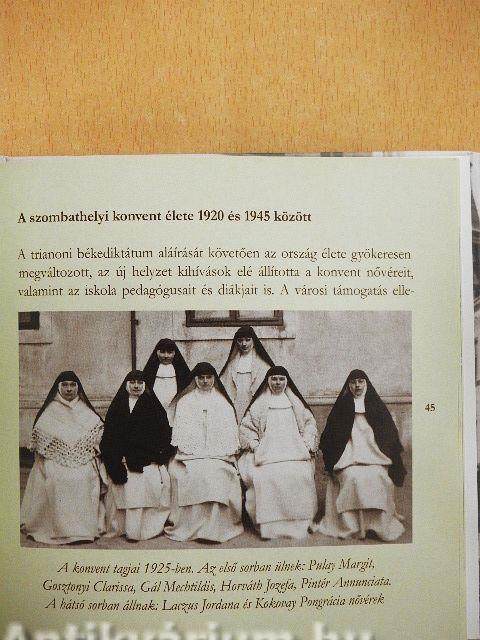 A szombathelyi konvent élete 1920 és 1945 között
A trianoni békediktátum aláírását követően az ország élete gyökeresen
megváltozott, az új helyzet kihívások elé állította a konvent nővéreit,
valamint az iskola pedagógusait és diákjait is. A városi támogatás elle-
45
A konvent tagjai 1925-ben. Az első sorban ülnek: Pulay Margit,
Gosztonyi Clarissa, Gál Mechtildis, Horváth Jozefa, Pintér Annunciata.
A hátsó sorban állnak: Laczus Jordana és Kokovay Pongrácia nővérek
Antikvárium.hu